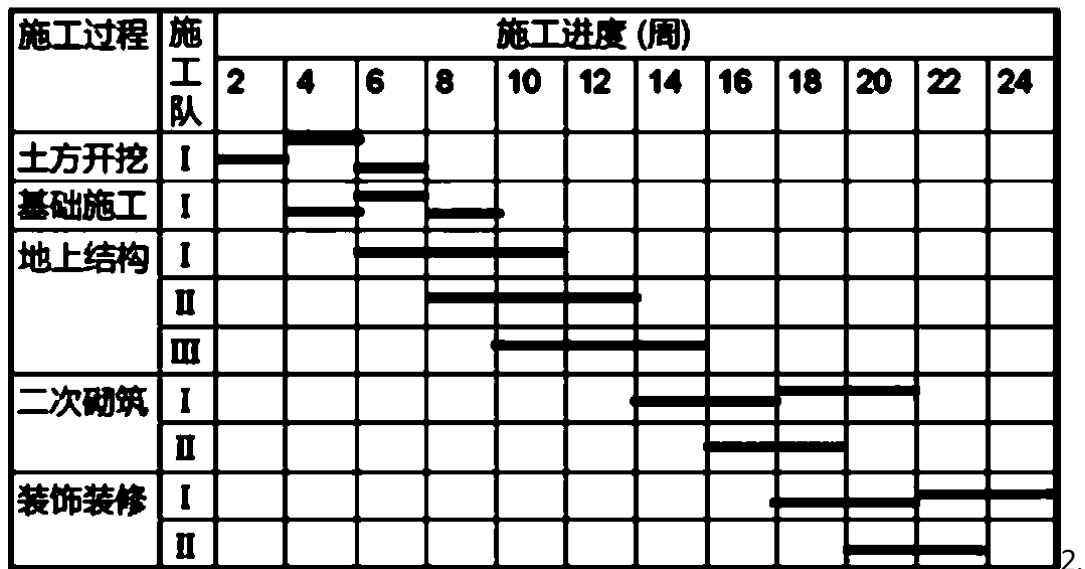 施工过程 施工队 施工进度 (周)
2 4 6 8 10 12 14 16 18 20 22 24
土方开挖 I
基础施工 I
地上结构 I
II
III
二次砌筑 I
II
装饰装修 I
II
2.